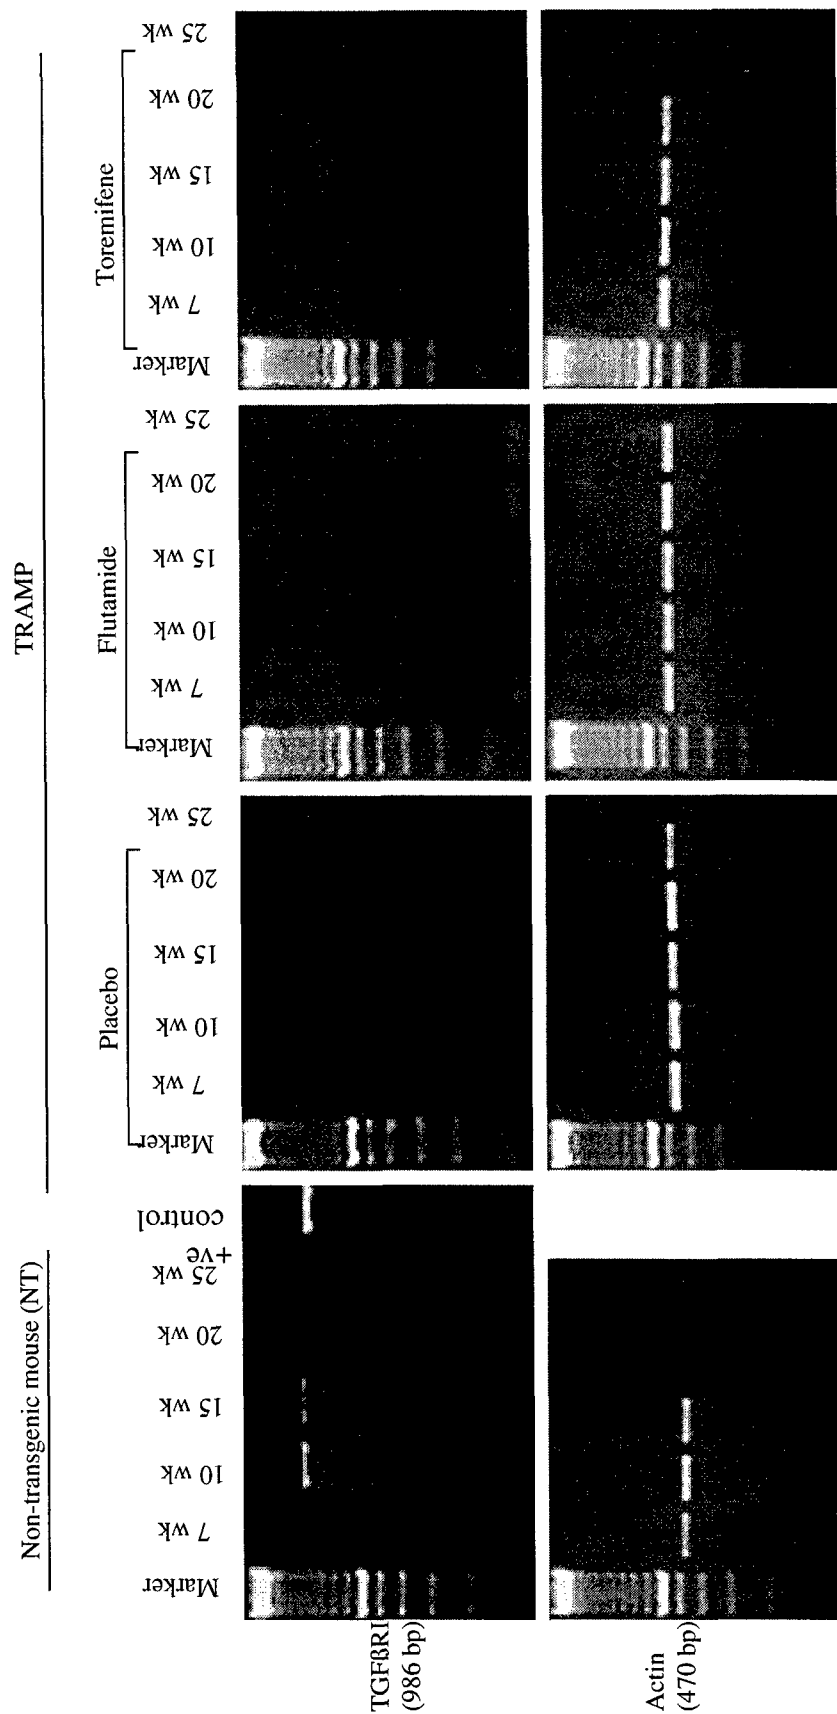 Non-transgenic mouse (NT)
TRAMP
Placebo
Flutamide
Toremifene
Marker
7 wk
10 wk
15 wk
20 wk
25 wk
+ve
control
Marker
7 wk
10 wk
15 wk
20 wk
25 wk
Marker
7 wk
10 wk
15 wk
20 wk
25 wk
Marker
7 wk
10 wk
15 wk
20 wk
25 wk
TGFßRI
(986 bp)
Actin
(470 bp)